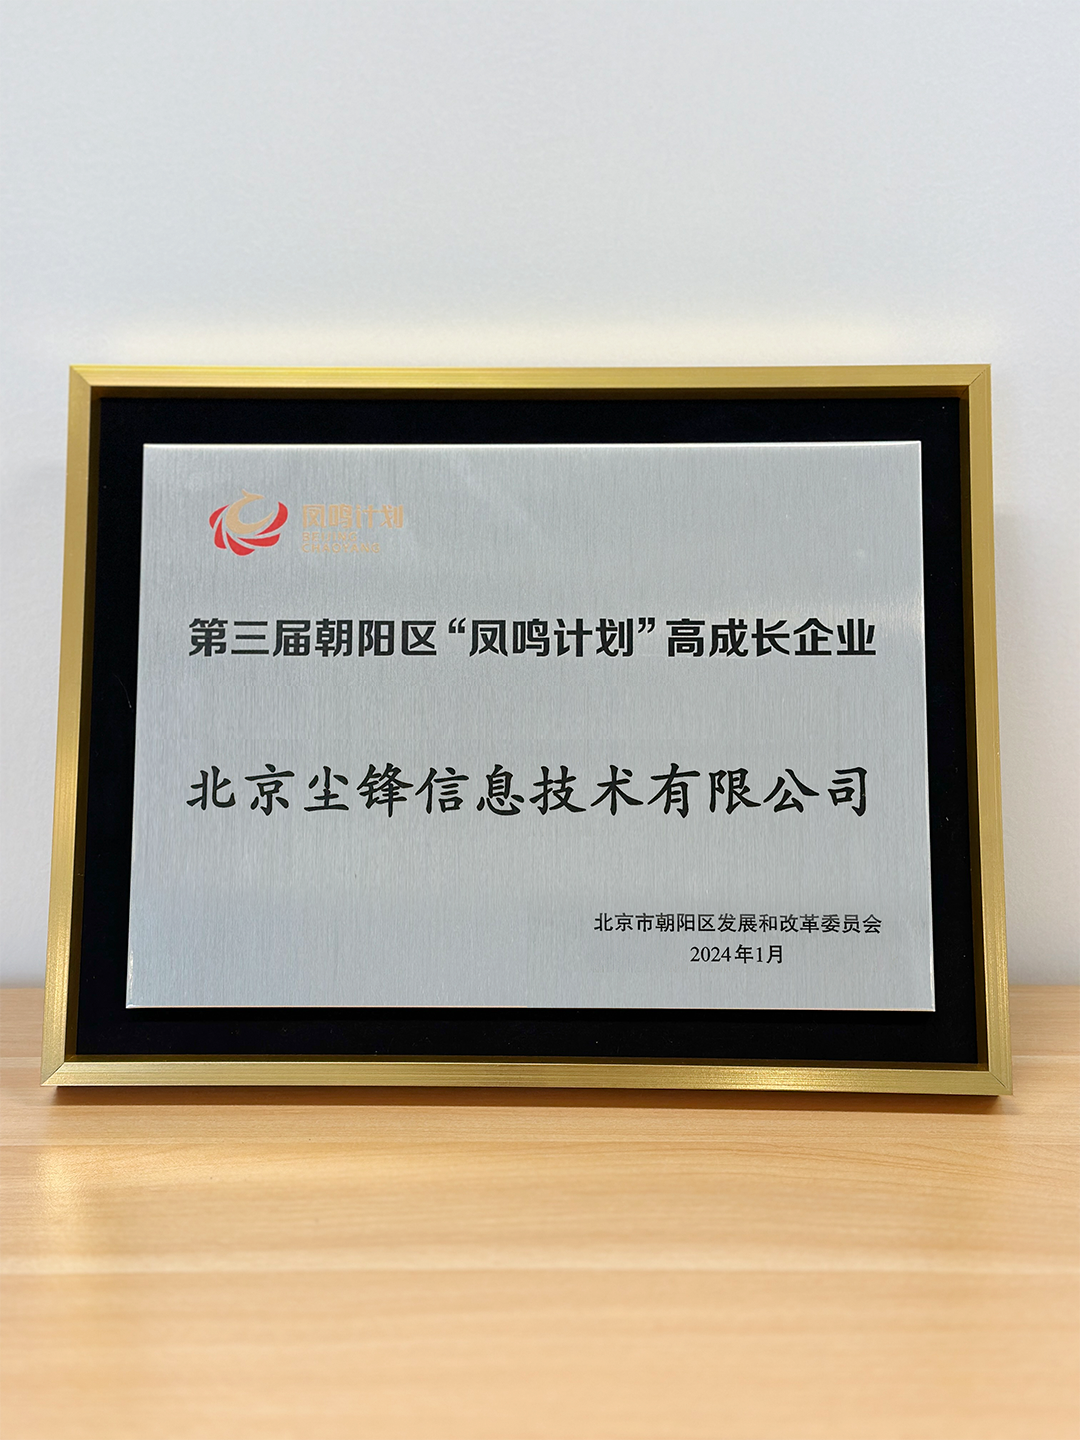 凤鸣计划
BEIJING
CHAOYANG
第三届朝阳区“凤鸣计划”高成长企业
北京尘锋信息技术有限公司
北京市朝阳区发展和改革委员会
2024年1月